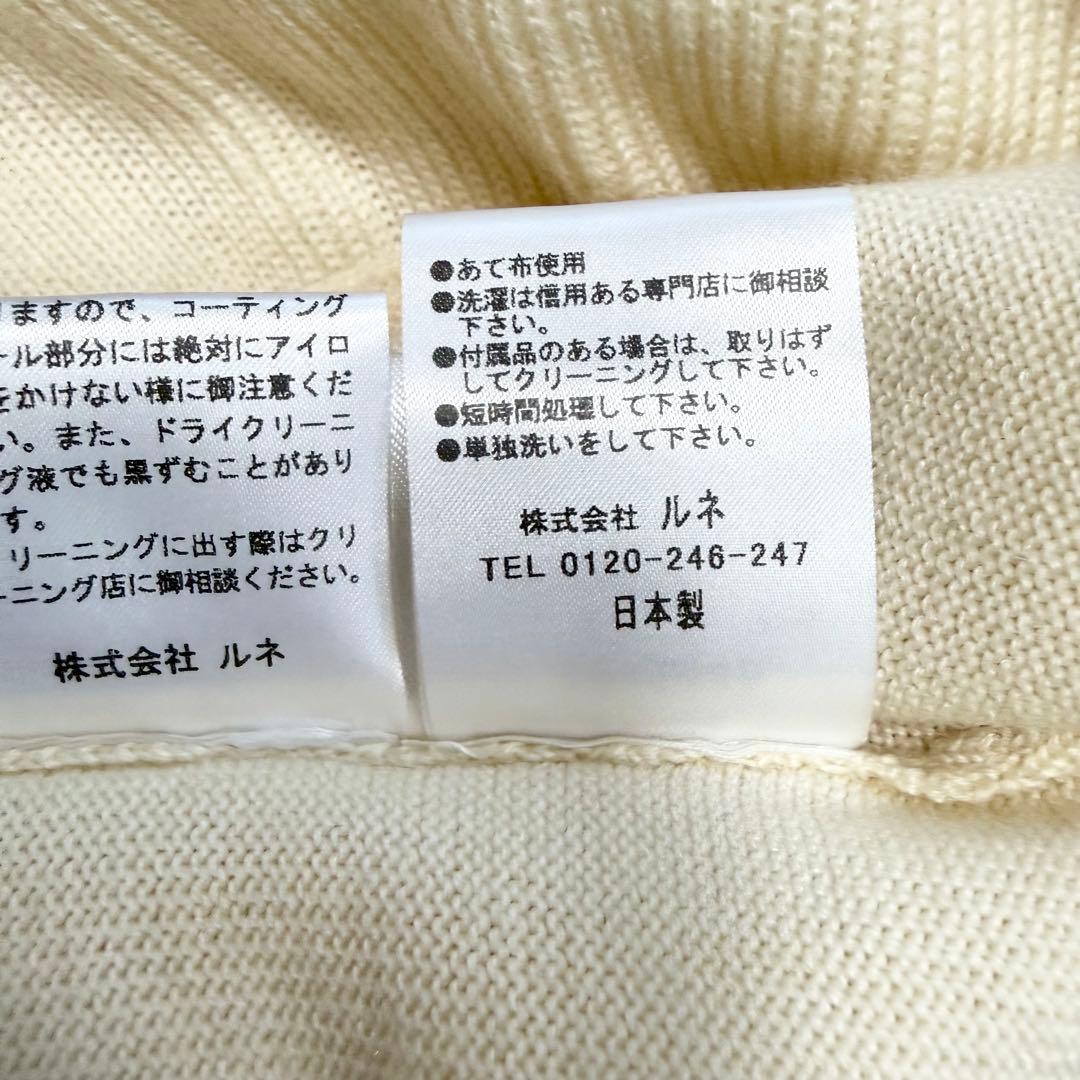 りますので、コーティング
ール部分には絶対にアイロ
をかけない様に御注意くだ
い。また、ドライクリーニ
グ液でも黒ずむことがあり
す。
リーニングに出す際はクリ
ーニング店に御相談ください。
株式会社 ルネ
●あて布使用
●洗濯は信用ある専門店に御相談
下さい。
●付属品のある場合は、取りはず
してクリーニングして下さい。
●短時間処理して下さい。
●単独洗いをして下さい。
株式会社 ルネ
TEL 0120-246-247
日本製